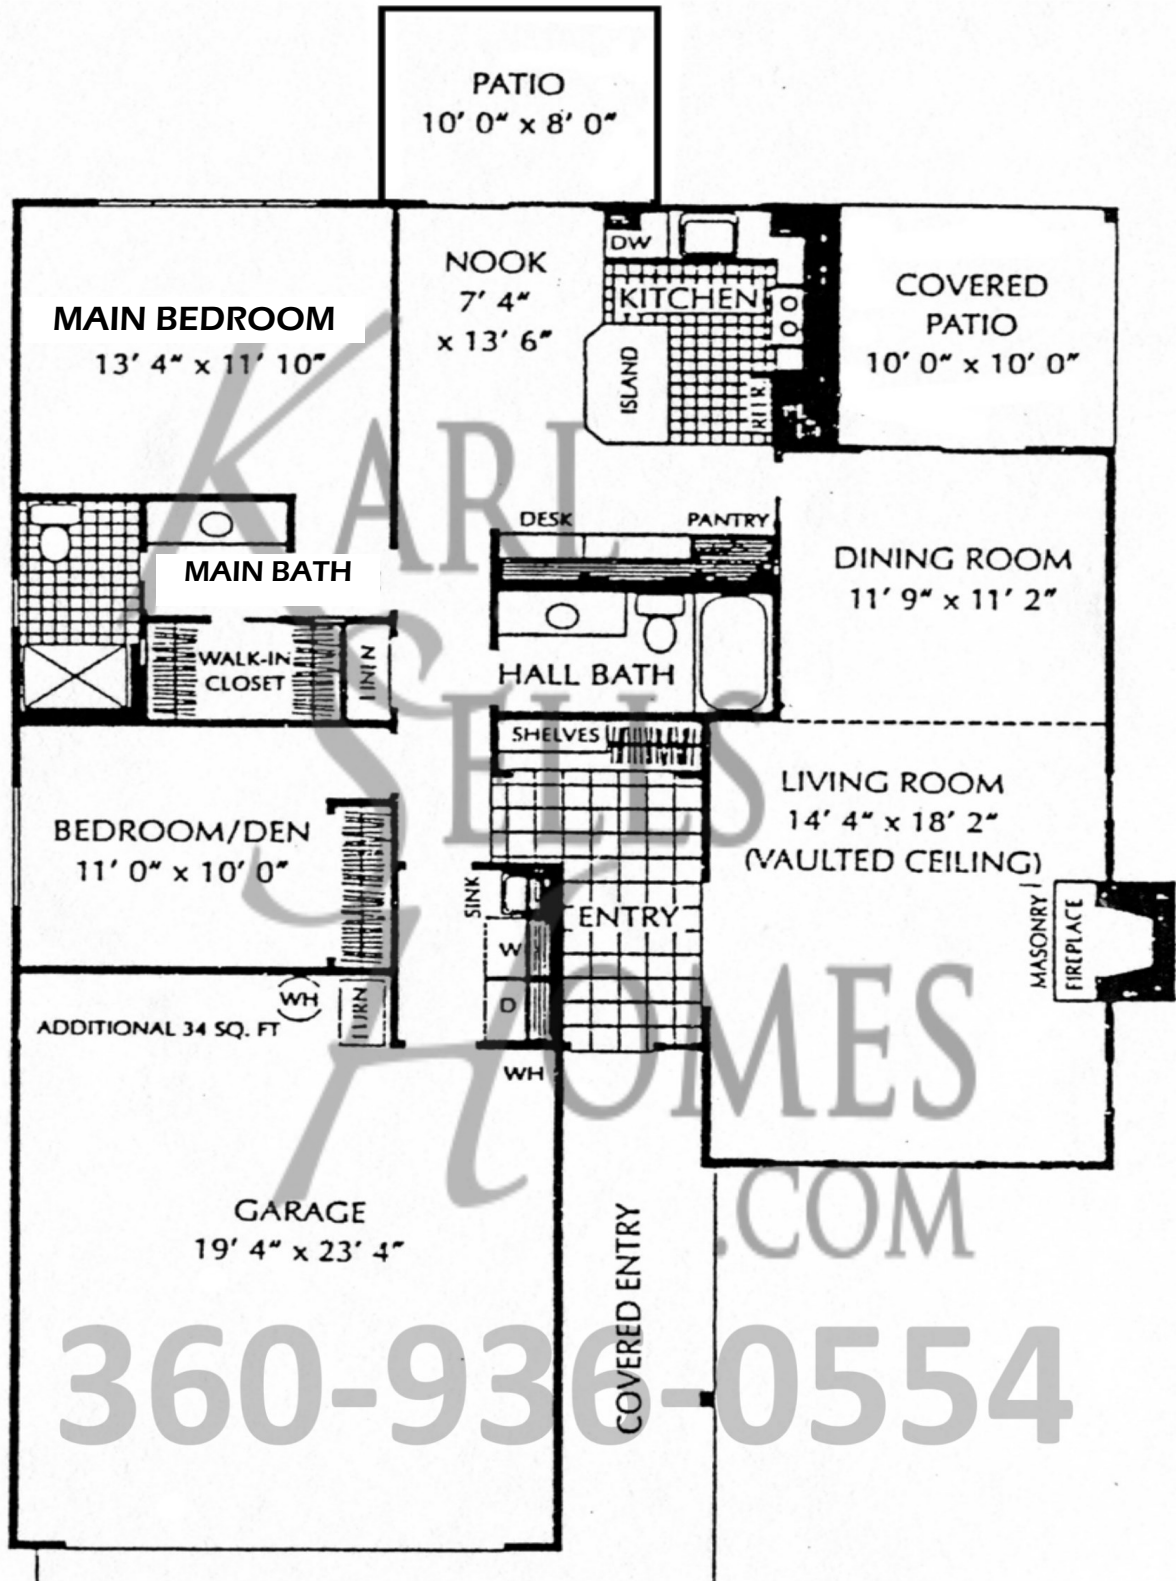 PATIO
10' 0" x 8' 0"
NOOK
7' 4"
x 13' 6"
DW
KITCHEN
ISLAND
REFR.
COVERED
PATIO
10' 0" x 10' 0"
MAIN BEDROOM
13' 4" x 11' 10"
KARL
DESK
PANTRY
DINING ROOM
11' 9" x 11' 2"
MAIN BATH
WALK-IN
CLOSET
LINEN
HALL BATH
SELLS
SHELVES
LIVING ROOM
14' 4" x 18' 2"
(VAULTED CEILING)
BEDROOM/DEN
11' 0" x 10' 0"
SINK
W
D
ENTRY
MASONRY
FIREPLACE
WH
FURN
ADDITIONAL 34 SQ. FT
WH
HOMES
.COM
GARAGE
19' 4" x 23' 4"
COVERED ENTRY
360-936-0554